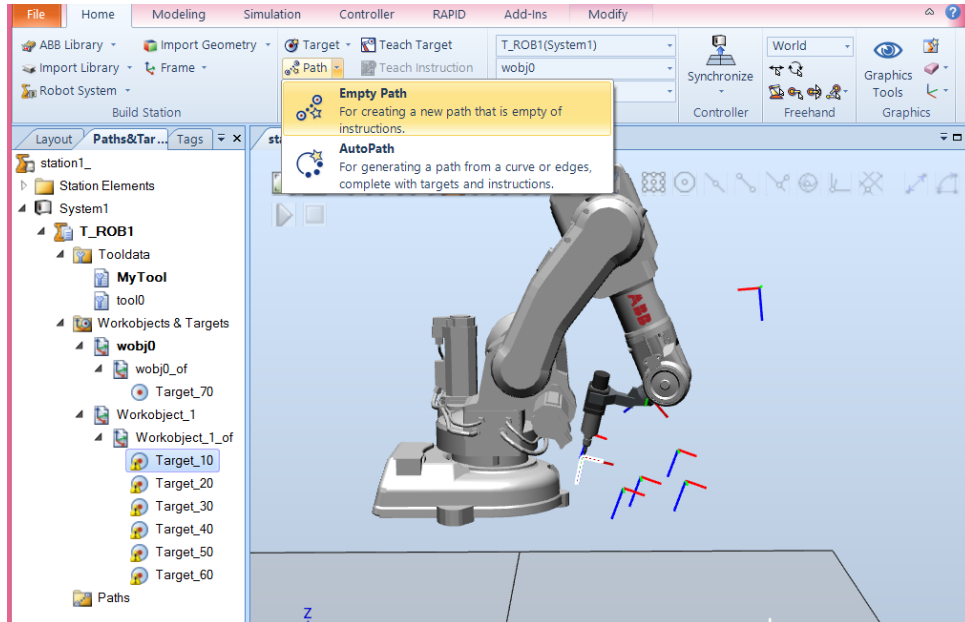 File Home Modeling Simulation Controller RAPID Add-Ins Modify
ABB Library Import Geometry Target Teach Target T_ROB1(System1) World
Import Library Frame Path Teach Instruction wobj0 Synchronize Graphics
Robot System Empty Path Tools
Build Station For creating a new path that is empty of Controller Freehand Graphics
instructions.
Layout Paths&Tar... Tags st AutoPath
For generating a path from a curve or edges,
complete with targets and instructions.
station1_
Station Elements
System1
T_ROB1
Tooldata
MyTool
tool0
Workobjects & Targets
wobj0
wobj0_of
Target_70
Workobject_1
Workobject_1_of
Target_10
Target_20
Target_30
Target_40
Target_50
Target_60
Paths
ABB
Z